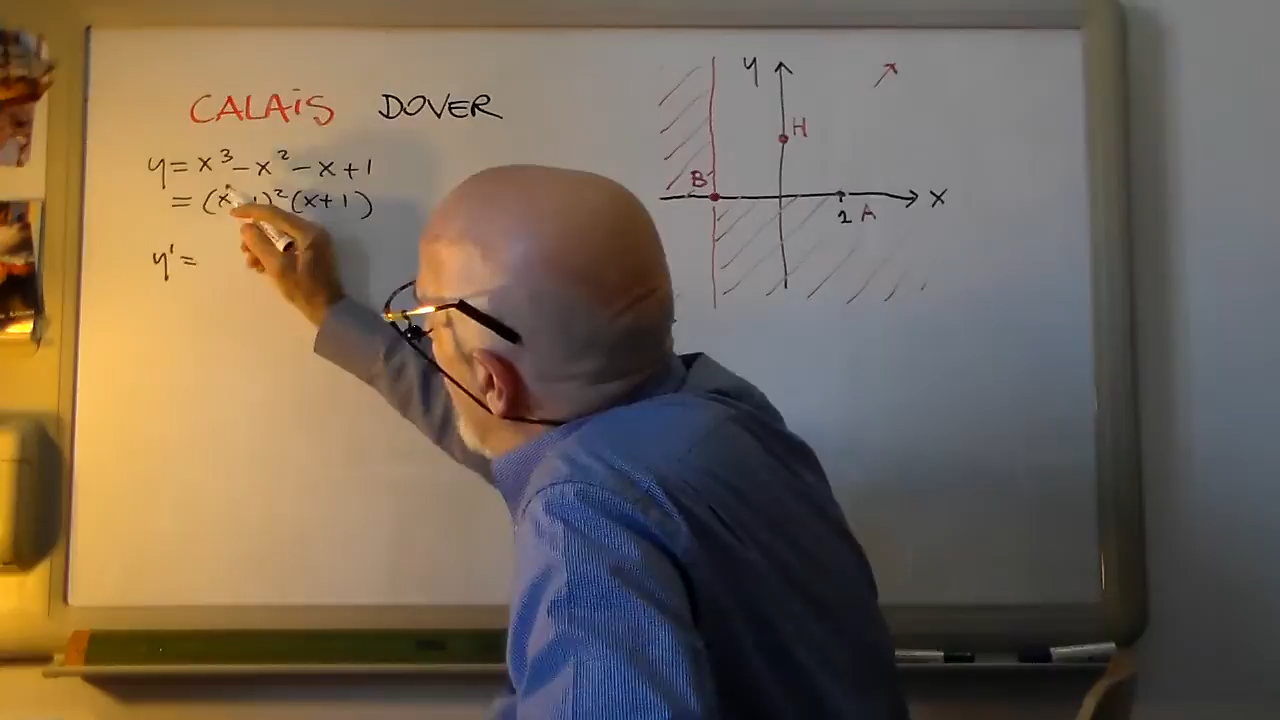 CALAiS DOVER
y = x³ - x² - x + 1
= (x-1)²(x+1)
y' =
y
H
B
x
1 A